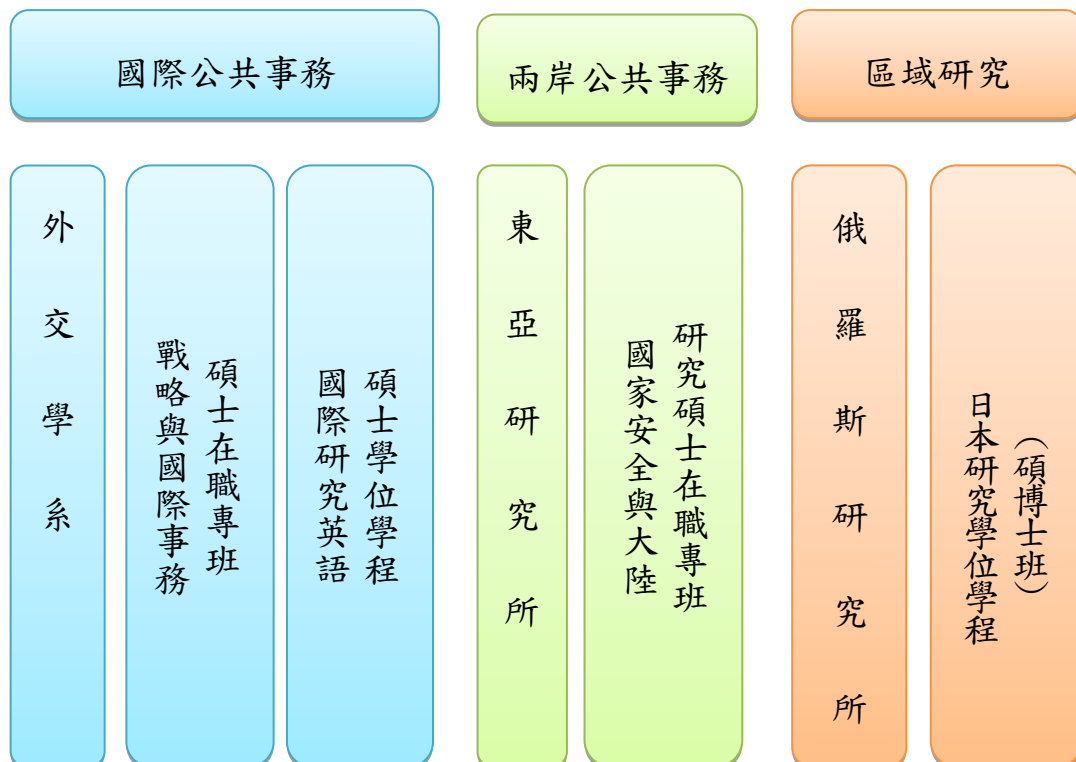 國際公共事務
兩岸公共事務
區域研究
外交學系
戰略與國際事務
碩士在職專班
國際研究英語
碩士學位學程
東亞研究所
國家安全與大陸
研究碩士在職專班
俄羅斯研究所
日本研究學位學程
（碩博士班）